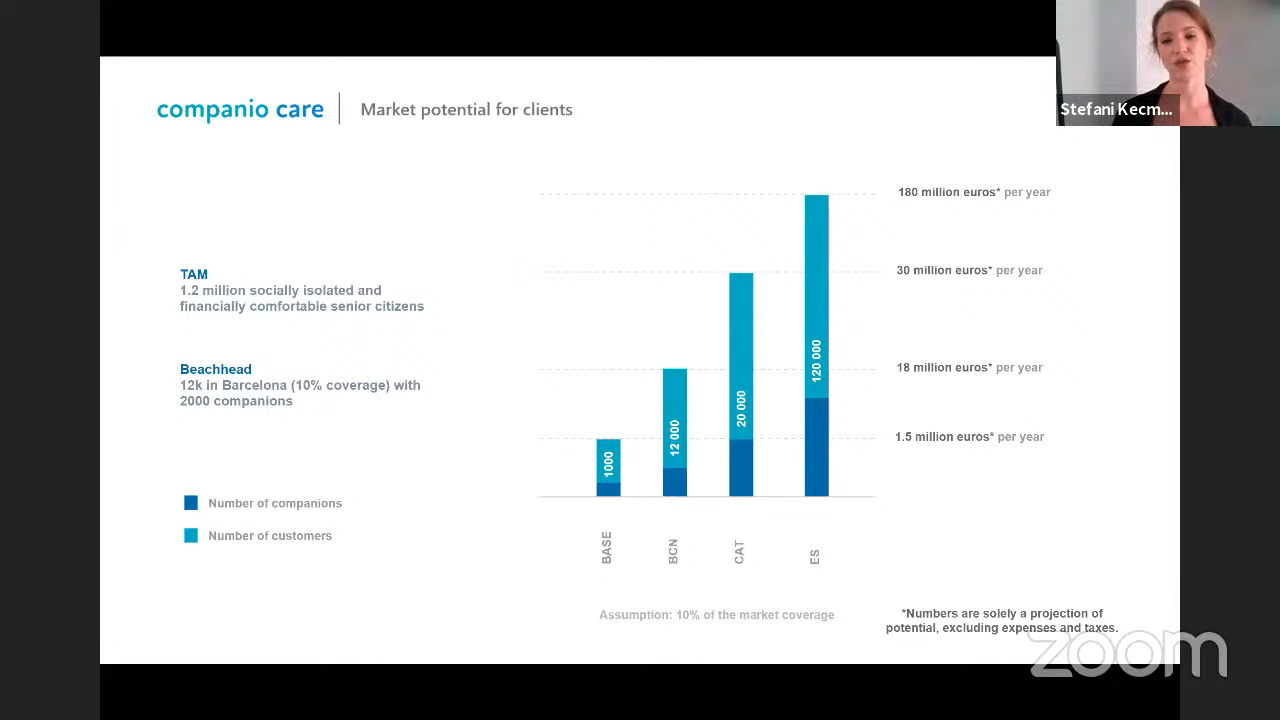 companio care
Market potential for clients
Stefani Kecm...
TAM
1.2 million socially isolated and
financially comfortable senior citizens
Beachhead
12k in Barcelona (10% coverage) with
2000 companions
Number of companions
Number of customers
180 million euros* per year
30 million euros* per year
18 million euros* per year
1.5 million euros* per year
1000
12 000
20 000
120 000
BASE
BCN
CAT
ES
Assumption: 10% of the market coverage
*Numbers are solely a projection of
potential, excluding expenses and taxes.
zoom